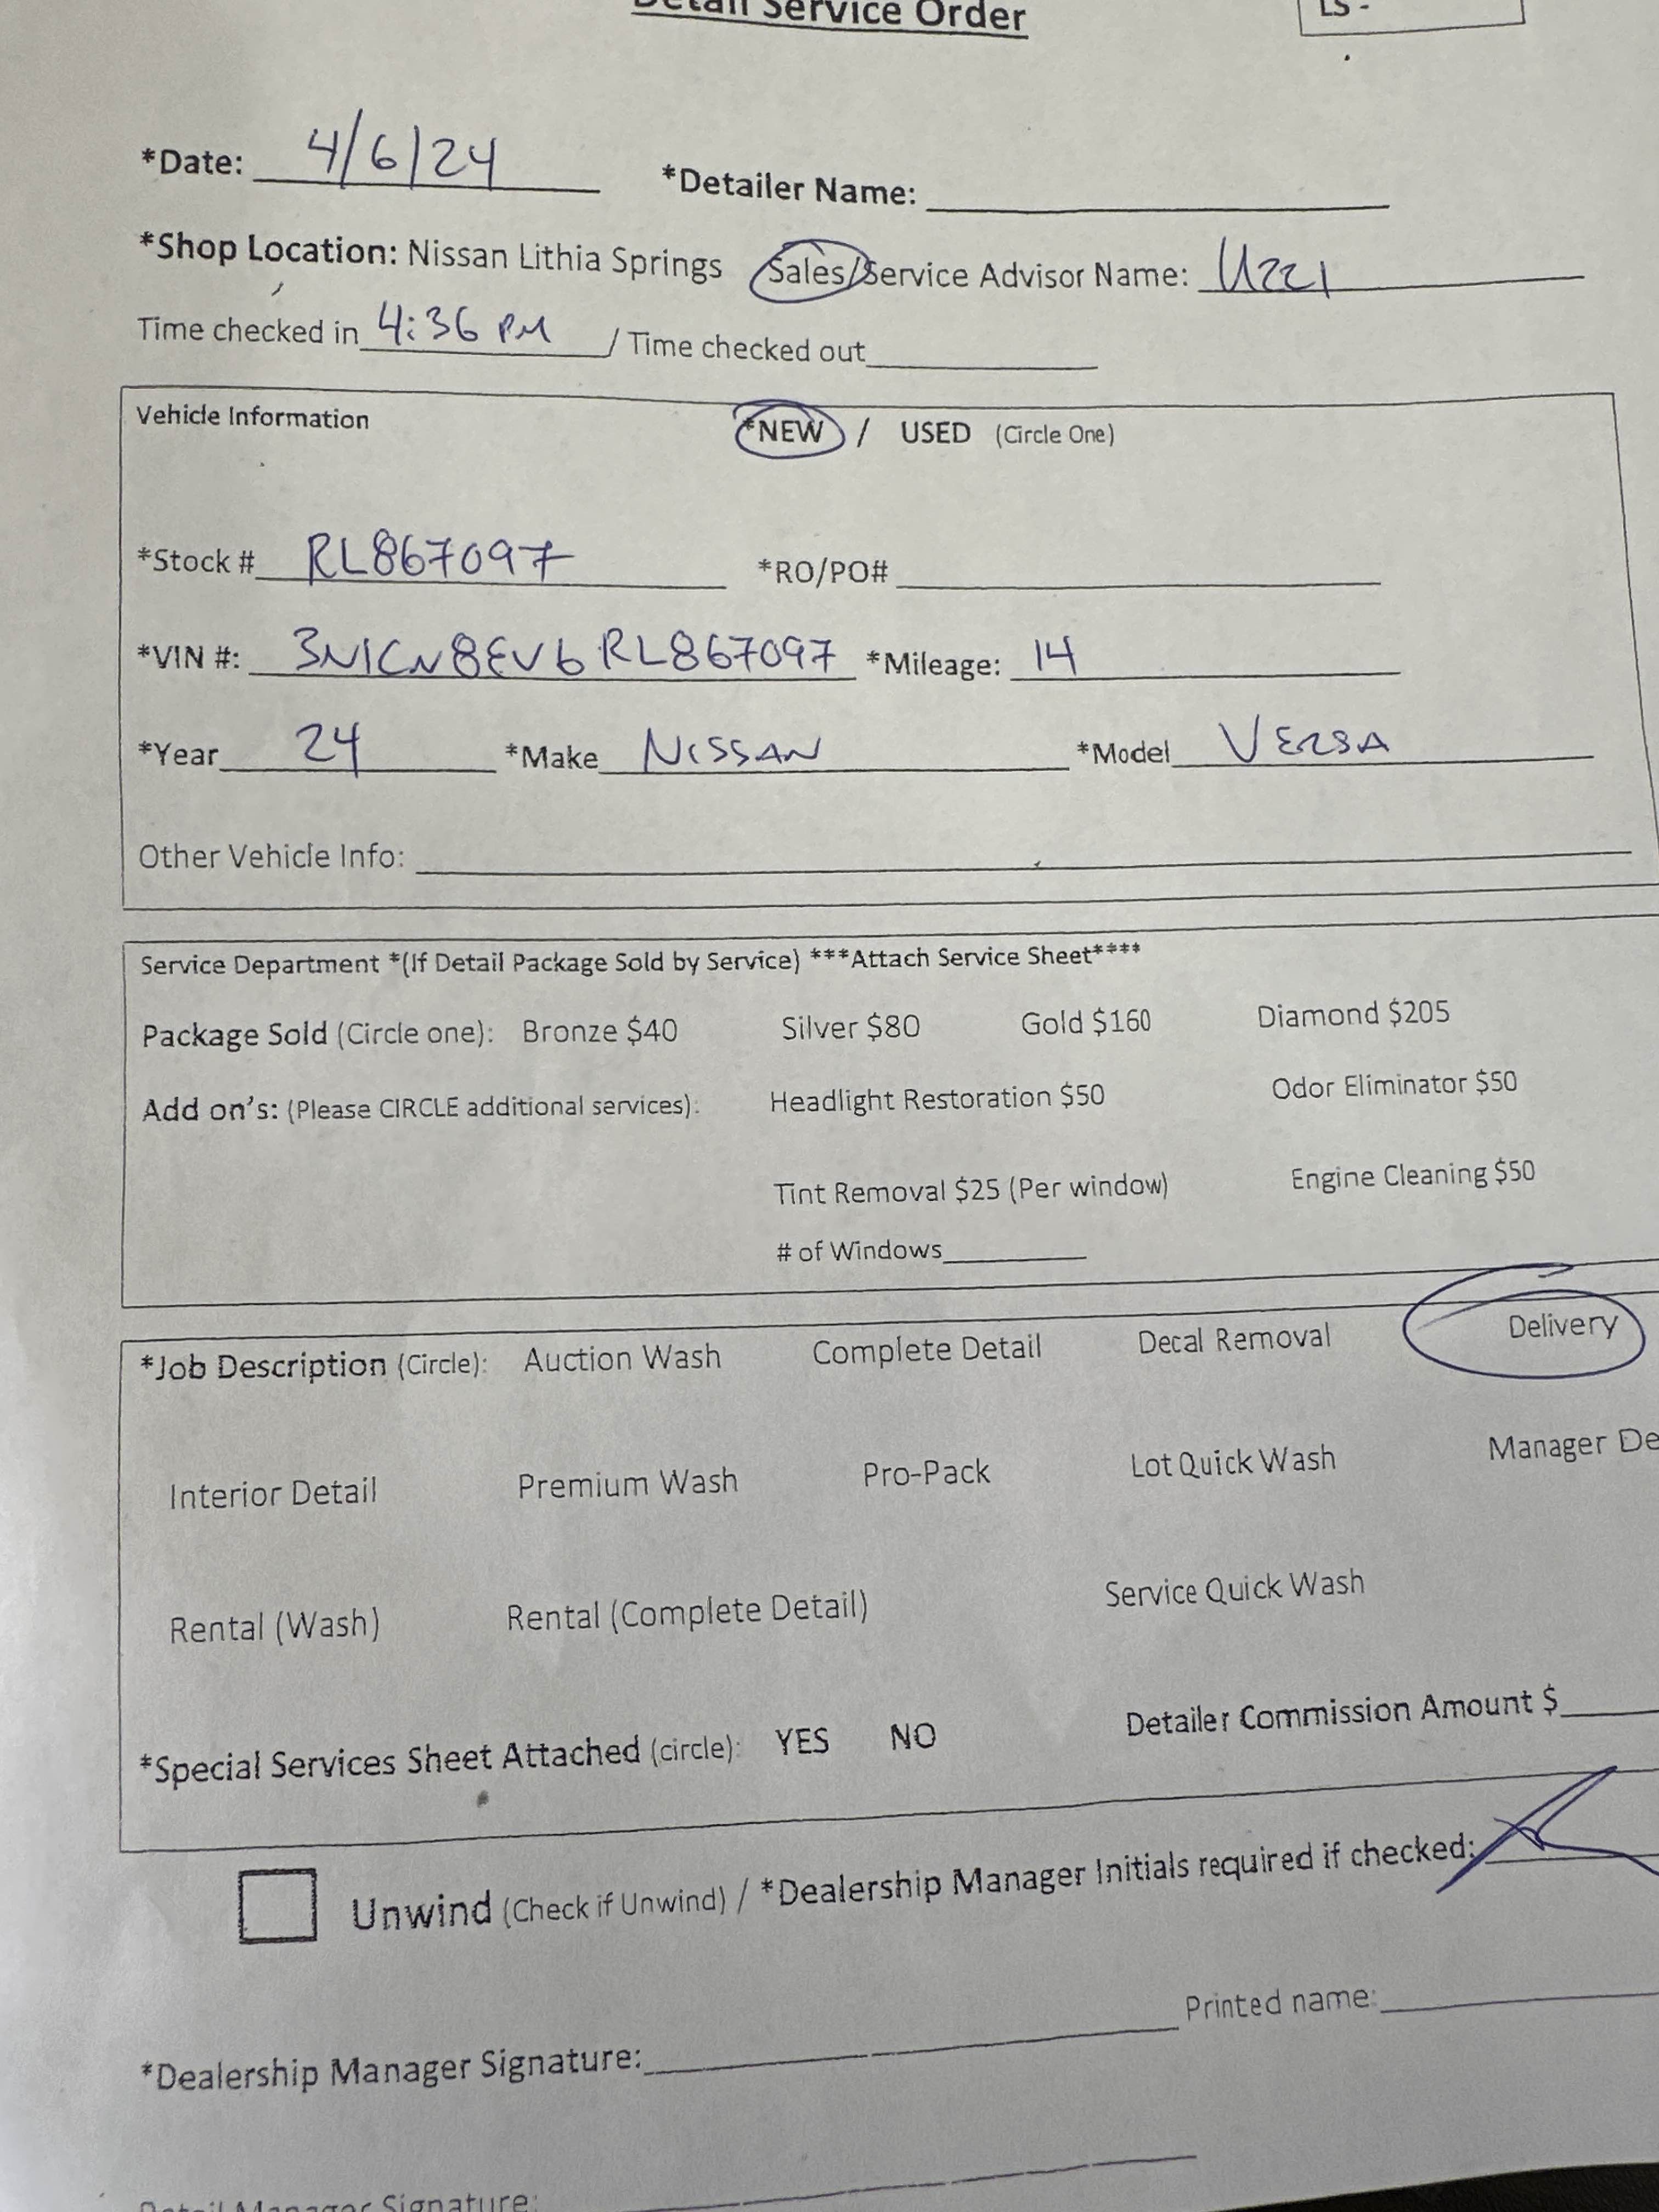 Detail Service Order
LS -
*Date: 4/6/24 *Detailer Name:
*Shop Location: Nissan Lithia Springs Sales/Service Advisor Name: Uzzi
Time checked in 4:36 PM / Time checked out
Vehicle Information *NEW / USED (Circle One)
*Stock # RL867097 *RO/PO#
*VIN #: 3N1CN8EV6RL867097 *Mileage: 14
*Year 24 *Make NISSAN *Model VERSA
Other Vehicle Info:
Service Department *(If Detail Package Sold by Service) ***Attach Service Sheet****
Package Sold (Circle one): Bronze $40 Silver $80 Gold $160 Diamond $205
Add on's: (Please CIRCLE additional services): Headlight Restoration $50 Odor Eliminator $50
Tint Removal $25 (Per window) Engine Cleaning $50
# of Windows
*Job Description (Circle): Auction Wash Complete Detail Decal Removal Delivery
Interior Detail Premium Wash Pro-Pack Lot Quick Wash Manager De
Rental (Wash) Rental (Complete Detail) Service Quick Wash
*Special Services Sheet Attached (circle): YES NO Detailer Commission Amount $
Unwind (Check if Unwind) / *Dealership Manager Initials required if checked:
*Dealership Manager Signature: Printed name:
Detail Manager Signature: